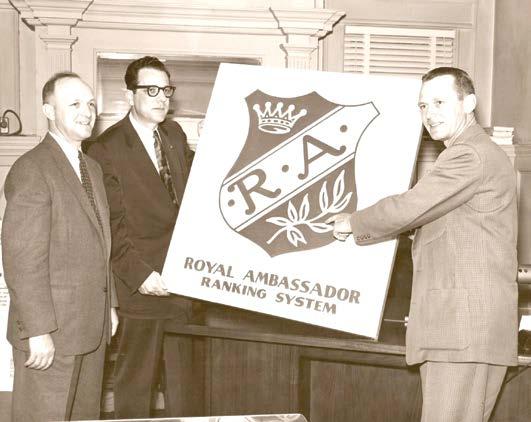 R. A.
ROYAL AMBASSADOR
RANKING SYSTEM